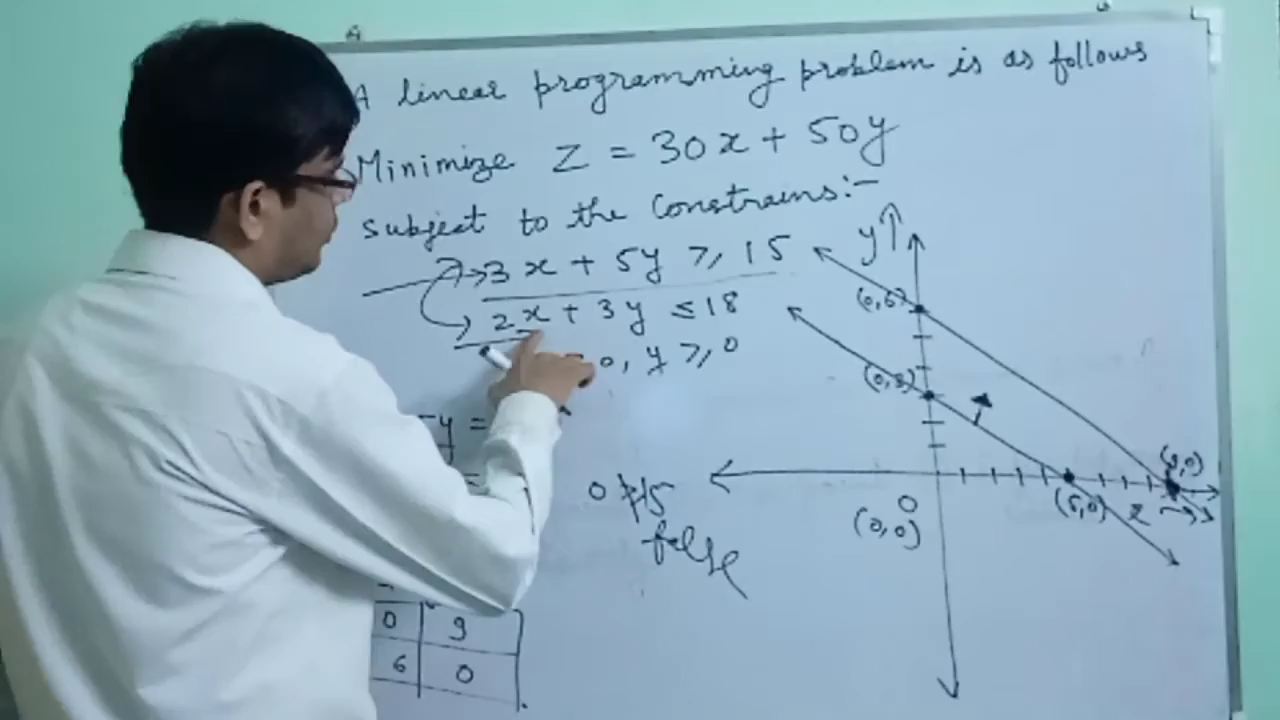 A linear programming problem is as follows
Minimize Z = 30x + 50y
subject to the Constrains:-
3x + 5y ≥ 15
2x + 3y ≤ 18
0, y ≥ 0
y =
0 ≥ 15
false
0 9
6 0
y
(0,6)
(0,3)
(9,0)
(5,0)
x
O
(0,0)